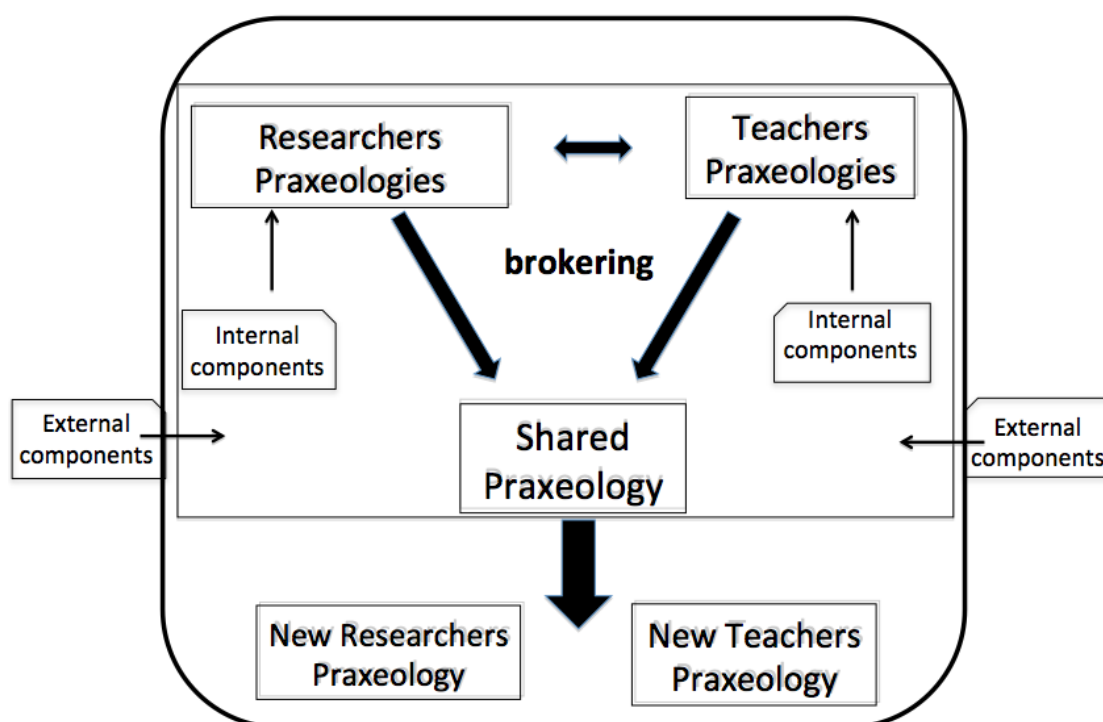 Researchers
Praxeologies
Teachers
Praxeologies
brokering
Internal
components
Internal
components
External
components
External
components
Shared
Praxeology
New Researchers
Praxeology
New Teachers
Praxeology